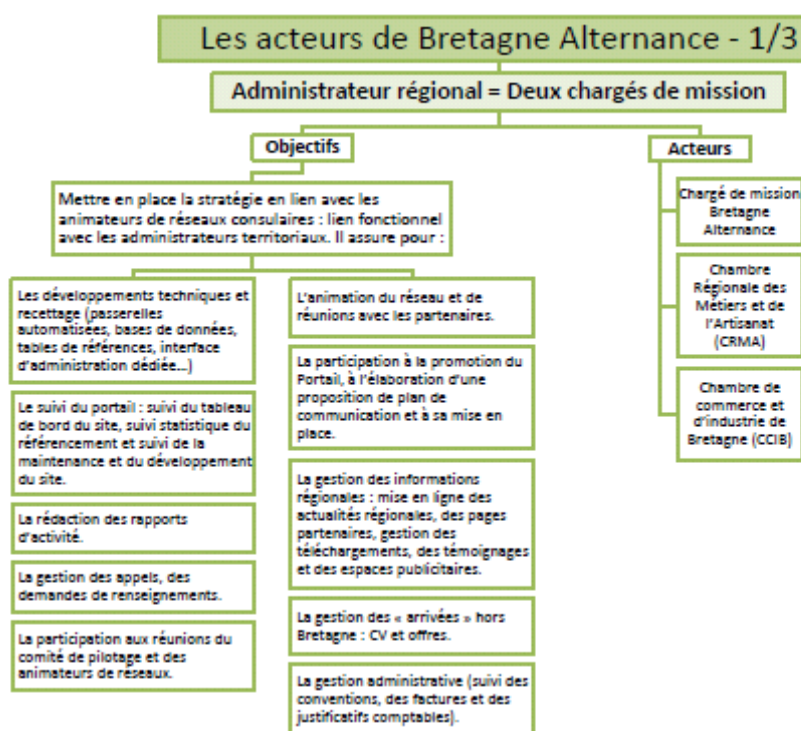 Les acteurs de Bretagne Alternance - 1/3
Administrateur régional = Deux chargés de mission
Objectifs
Mettre en place la stratégie en lien avec les
animateurs de réseaux consulaires : lien fonctionnel
avec les administrateurs territoriaux. Il assure pour :
Les développements techniques et
recettage (passerelles
automatisées, bases de données,
tables de références, interface
d'administration dédiée...)
Le suivi du portail : suivi du tableau
de bord du site, suivi statistique du
référencement et suivi de la
maintenance et du développement
du site.
La rédaction des rapports
d'activité.
La gestion des appels, des
demandes de renseignements.
La participation aux réunions du
comité de pilotage et des
animateurs de réseaux.
L'animation du réseau et de
réunions avec les partenaires.
La participation à la promotion du
Portail, à l'élaboration d'une
proposition de plan de
communication et à sa mise en
place.
La gestion des informations
régionales : mise en ligne des
actualités régionales, des pages
partenaires, gestion des
téléchargements, des témoignages
et des espaces publicitaires.
La gestion des « arrivées » hors
Bretagne : CV et offres.
La gestion administrative (suivi des
conventions, des factures et des
justificatifs comptables).
Acteurs
Chargé de mission
Bretagne
Alternance
Chambre
Régionale des
Métiers et de
l'Artisanat
(CRMA)
Chambre de
commerce et
d'industrie de
Bretagne (CCIB)